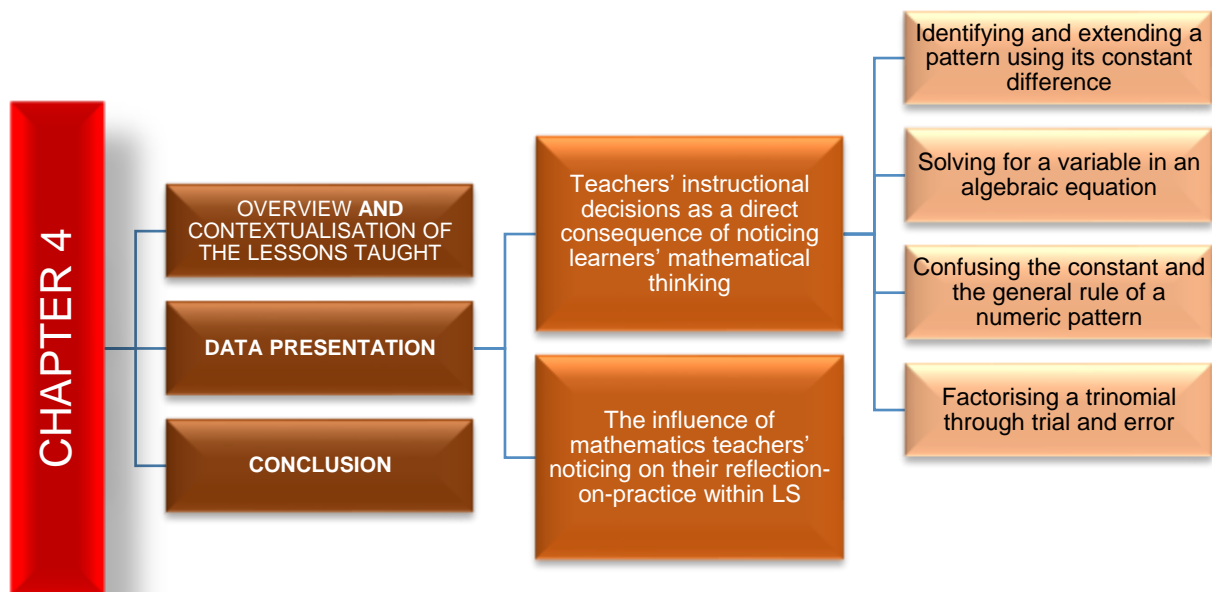 CHAPTER 4
OVERVIEW AND
CONTEXTUALISATION OF
THE LESSONS TAUGHT
DATA PRESENTATION
CONCLUSION
Teachers’ instructional
decisions as a direct
consequence of noticing
learners’ mathematical
thinking
The influence of
mathematics teachers’
noticing on their reflection-
on-practice within LS
Identifying and extending a
pattern using its constant
difference
Solving for a variable in an
algebraic equation
Confusing the constant and
the general rule of a
numeric pattern
Factorising a trinomial
through trial and error